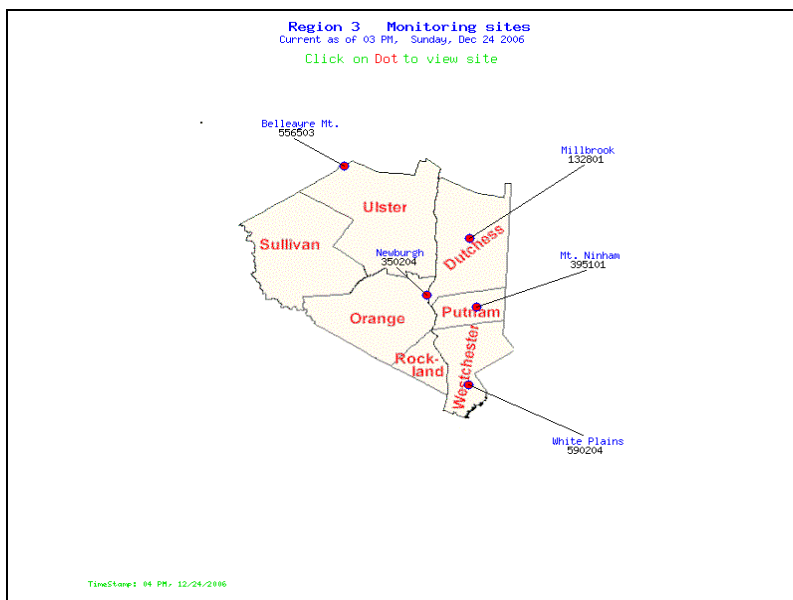 Region 3 Monitoring sites
Current as of 03 PM, Sunday, Dec 24 2006
Click on Dot to view site
Belleayre Mt.
556503
Millbrook
132801
Ulster
Sullivan
Dutchess
Newburgh
350204
Mt. Ninham
395101
Orange
Putnam
Rock-
land
Westchester
White Plains
590204
TimeStamp: 04 PM, 12/24/2006